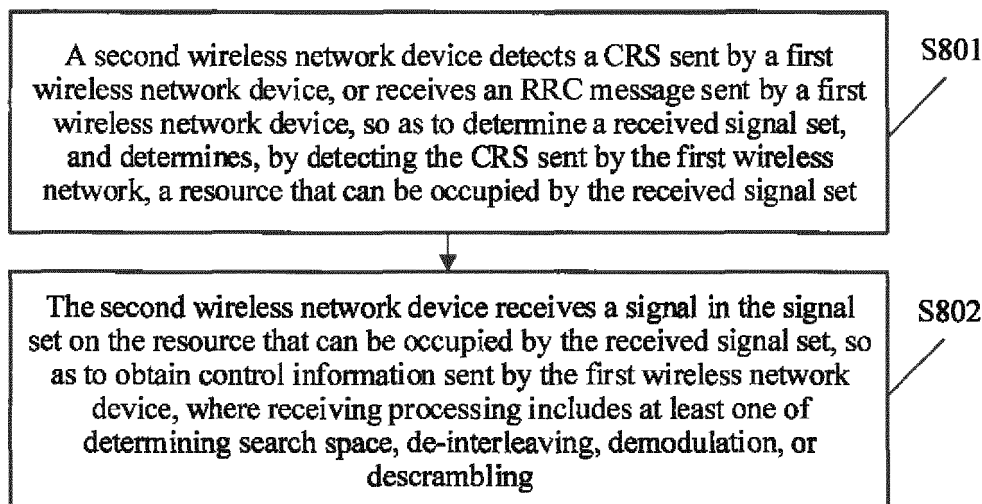 A second wireless network device detects a CRS sent by a first
wireless network device, or receives an RRC message sent by a first
wireless network device, so as to determine a received signal set,
and determines, by detecting the CRS sent by the first wireless
network, a resource that can be occupied by the received signal set
S801
The second wireless network device receives a signal in the signal
set on the resource that can be occupied by the received signal set, so
as to obtain control information sent by the first wireless network
device, where receiving processing includes at least one of
determining search space, de-interleaving, demodulation, or
descrambling
S802